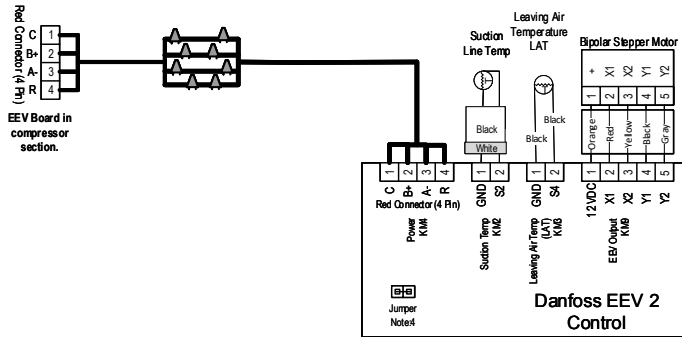 Red Connector (4 Pin)
C 1
B+ 2
A- 3
R 4
EEV Board in
compressor
section.
Suction
Line Temp
Leaving Air
Temperature
LAT
Bipolar Stepper Motor
+ X1 X2 Y1 Y2
1 2 3 4 5
Black
White
Black
Black
Orange Red Yellow Black Gray
1 2 3 4
1 2
1 2
1 2 3 4 5
C B+ A- R
Red Connector (4 Pin)
Power
KM4
GND S2
Suction Temp
KM2
GND S4
Leaving Air Temp
(LAT)
KM3
12VDC X1 X2 Y1 Y2
EEV Output
KM9
Jumper
Note:4
Danfoss EEV 2
Control